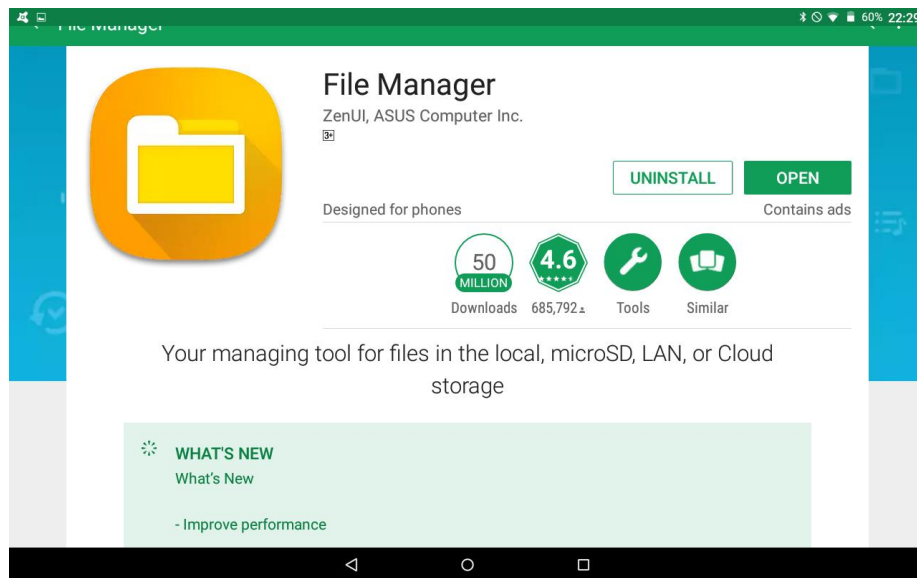 60% 22:29
File Manager
File Manager
ZenUI, ASUS Computer Inc.
3+
UNINSTALL
OPEN
Designed for phones
Contains ads
50
MILLION
4.6
Downloads
685,792
Tools
Similar
Your managing tool for files in the local, microSD, LAN, or Cloud
storage
WHAT'S NEW
What's New
- Improve performance